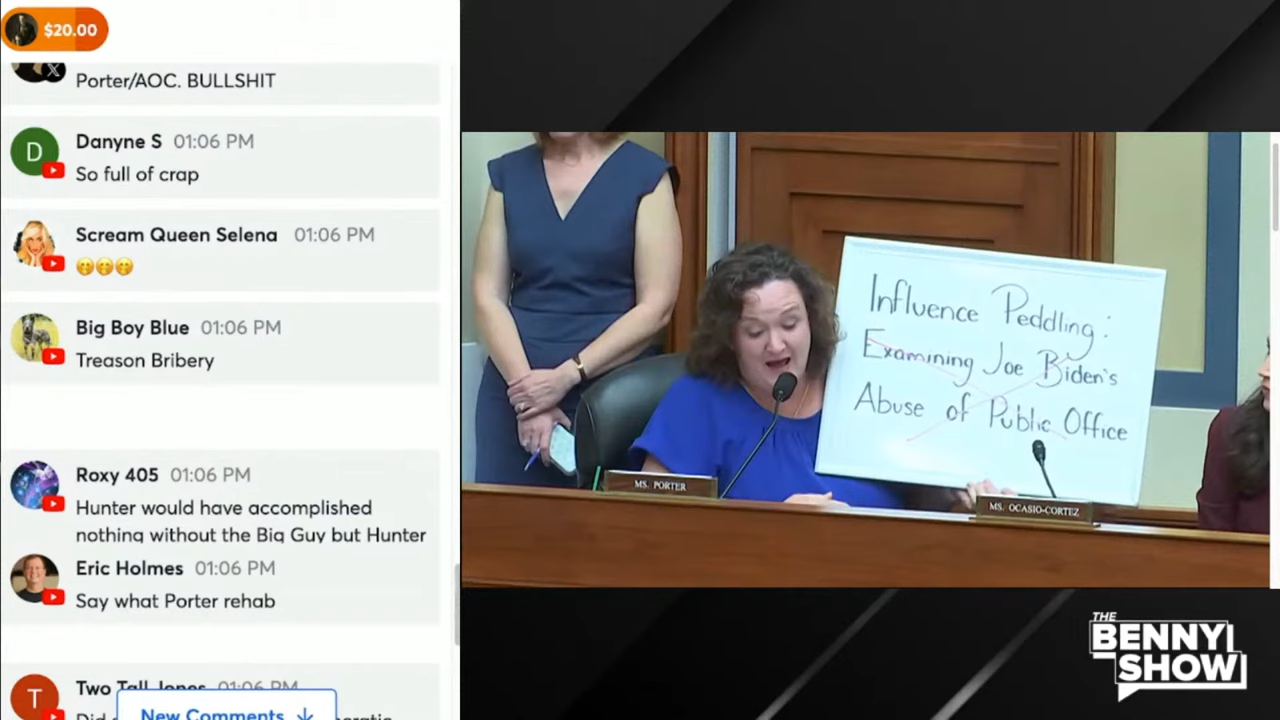 $20.00
Porter/AOC. BULLSHIT
Danyne S 01:06 PM
So full of crap
Scream Queen Selena 01:06 PM
Big Boy Blue 01:06 PM
Treason Bribery
Roxy 405 01:06 PM
Hunter would have accomplished
nothing without the Big Guy but Hunter
Eric Holmes 01:06 PM
Say what Porter rehab
Two Tall Jones 01:06 PM
New Comments
D
T
X
Influence Peddling:
Examining Joe Biden's
Abuse of Public Office
MS. PORTER
MS. OCASIO-CORTEZ
THE
BENNY
SHOW